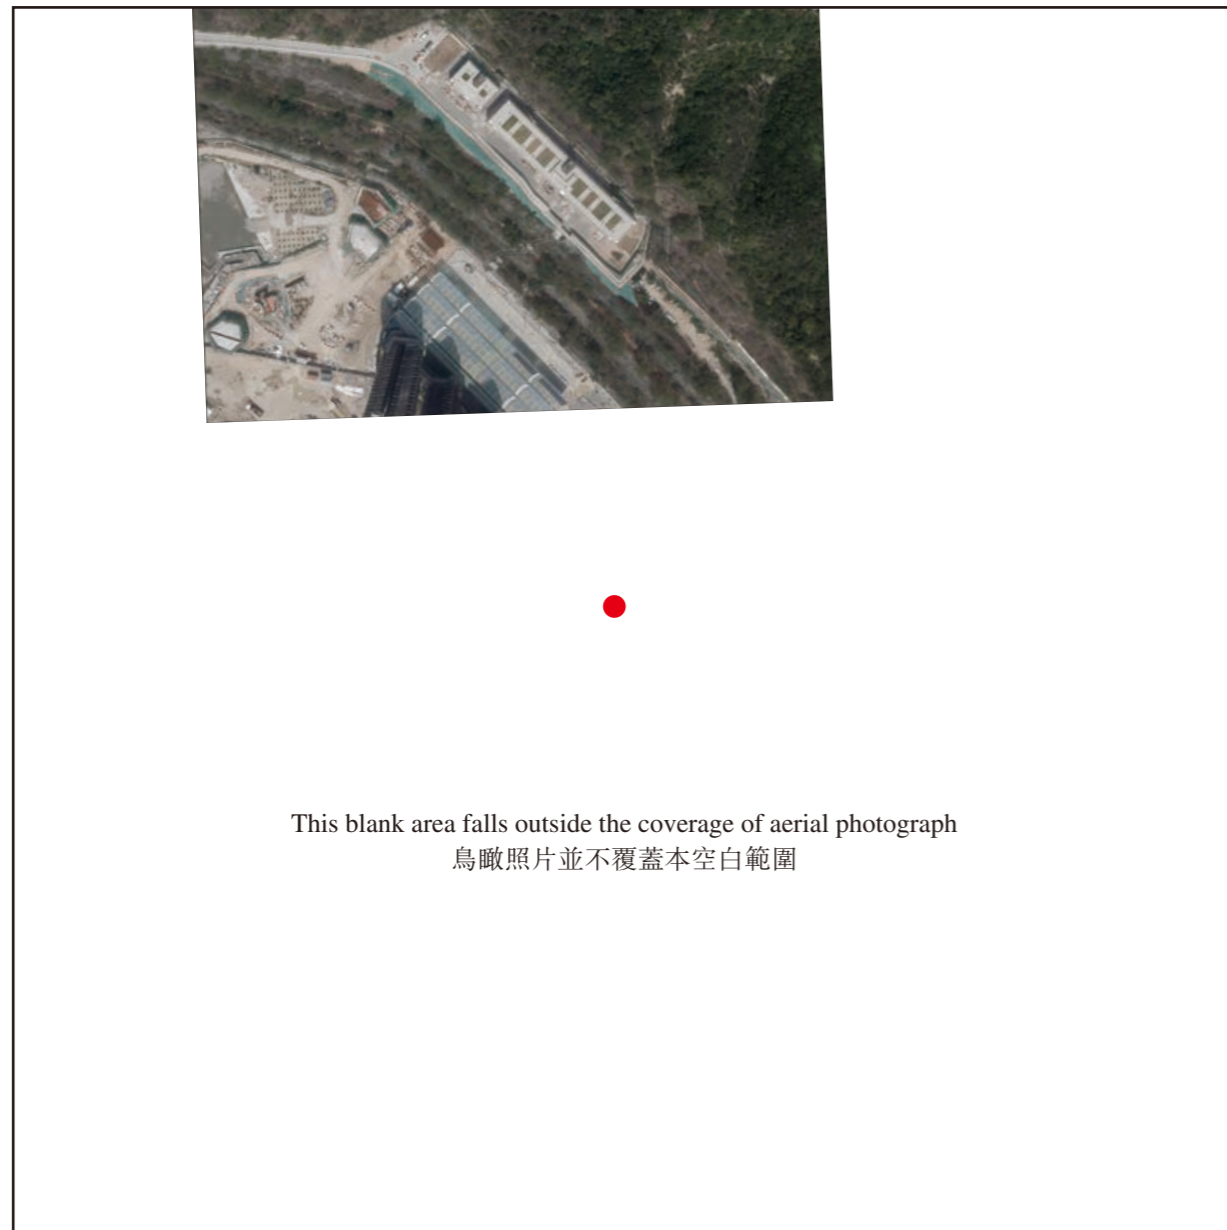 This blank area falls outside the coverage of aerial photograph
鳥瞰照片並不覆蓋本空白範圍